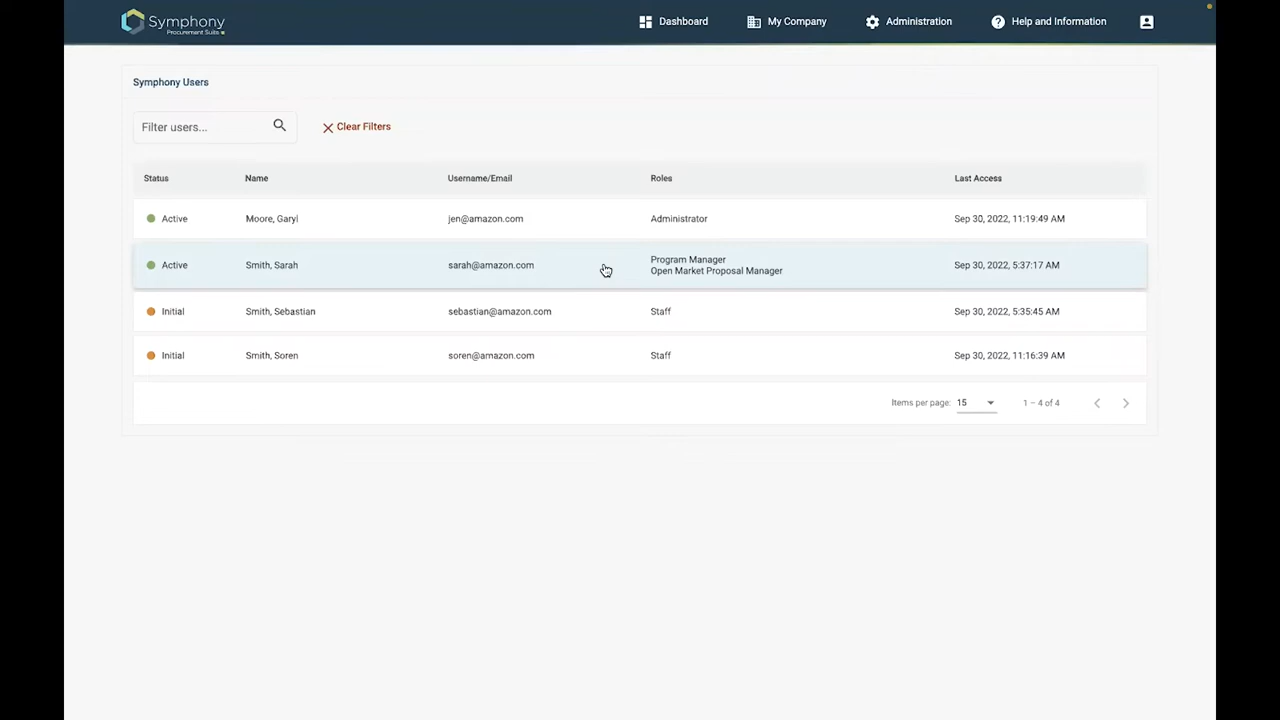 Symphony
Procurement Suite
Dashboard
My Company
Administration
Help and Information
Symphony Users
Filter users...
Clear Filters
Status Name Username/Email Roles Last Access
Active Moore, Garyl jen@amazon.com Administrator Sep 30, 2022, 11:19:49 AM
Active Smith, Sarah sarah@amazon.com Program Manager Sep 30, 2022, 5:37:17 AM
Open Market Proposal Manager
Initial Smith, Sebastian sebastian@amazon.com Staff Sep 30, 2022, 5:35:45 AM
Initial Smith, Soren soren@amazon.com Staff Sep 30, 2022, 11:16:39 AM
Items per page: 15 1 – 4 of 4